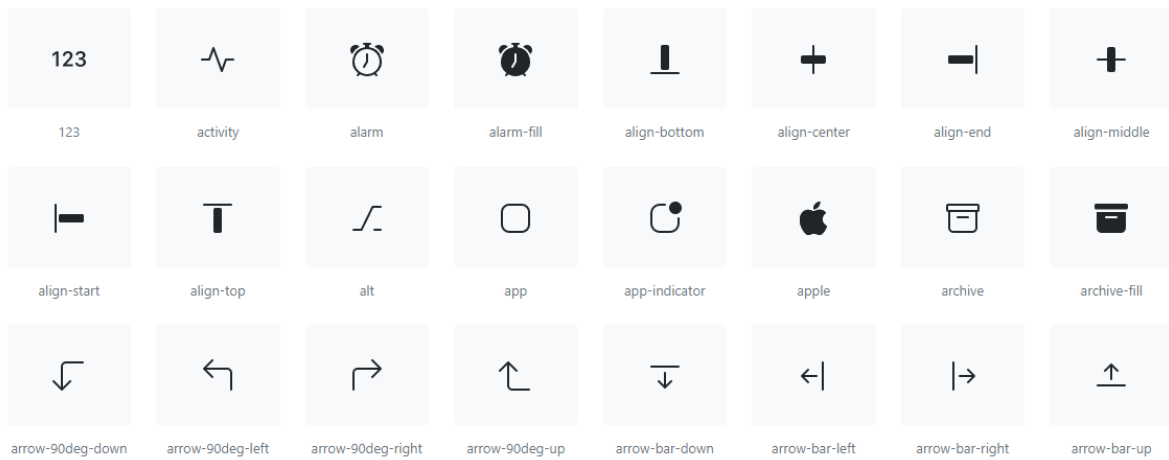 123
123 activity alarm alarm-fill align-bottom align-center align-end align-middle
align-start align-top alt app app-indicator apple archive archive-fill
arrow-90deg-down arrow-90deg-left arrow-90deg-right arrow-90deg-up arrow-bar-down arrow-bar-left arrow-bar-right arrow-bar-up